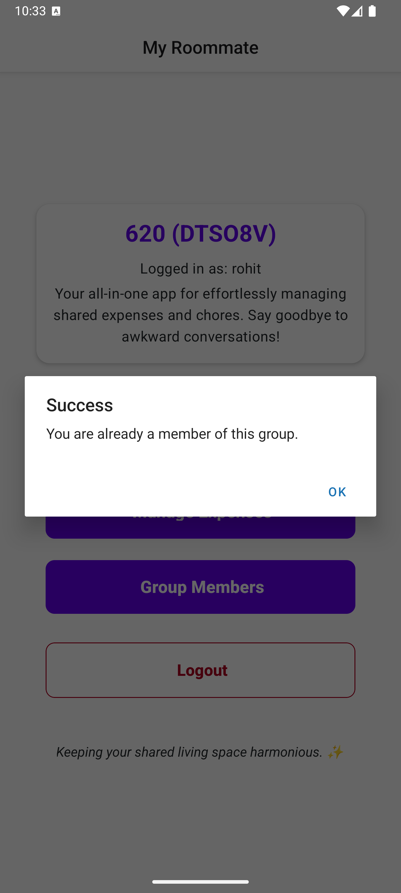 10:33 A
My Roommate
620 (DTSO8V)
Logged in as: rohit
Your all-in-one app for effortlessly managing
shared expenses and chores. Say goodbye to
awkward conversations!
Success
You are already a member of this group.
OK
Manage Expenses
Group Members
Logout
Keeping your shared living space harmonious. ✨